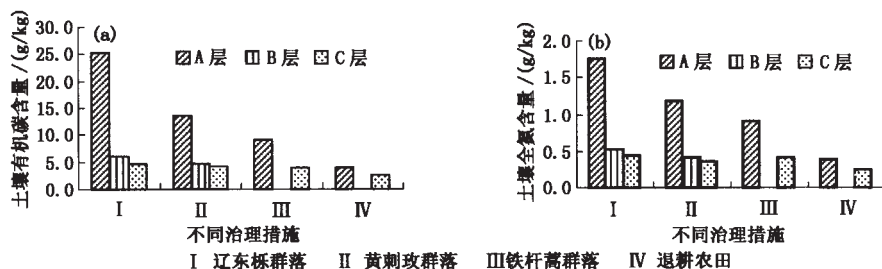 (a)
土壤有机碳含量/(g/kg)
30.0
25.0
20.0
15.0
10.0
5.0
0.0
A层 B层 C层
Ⅰ Ⅱ Ⅲ Ⅳ
不同治理措施
(b)
土壤全氮含量/(g/kg)
2.0
1.5
1.0
0.5
0.0
A层 B层 C层
Ⅰ Ⅱ Ⅲ Ⅳ
不同治理措施
Ⅰ 辽东栎群落 Ⅱ 黄刺玫群落 Ⅲ铁杆蒿群落 Ⅳ 退耕农田